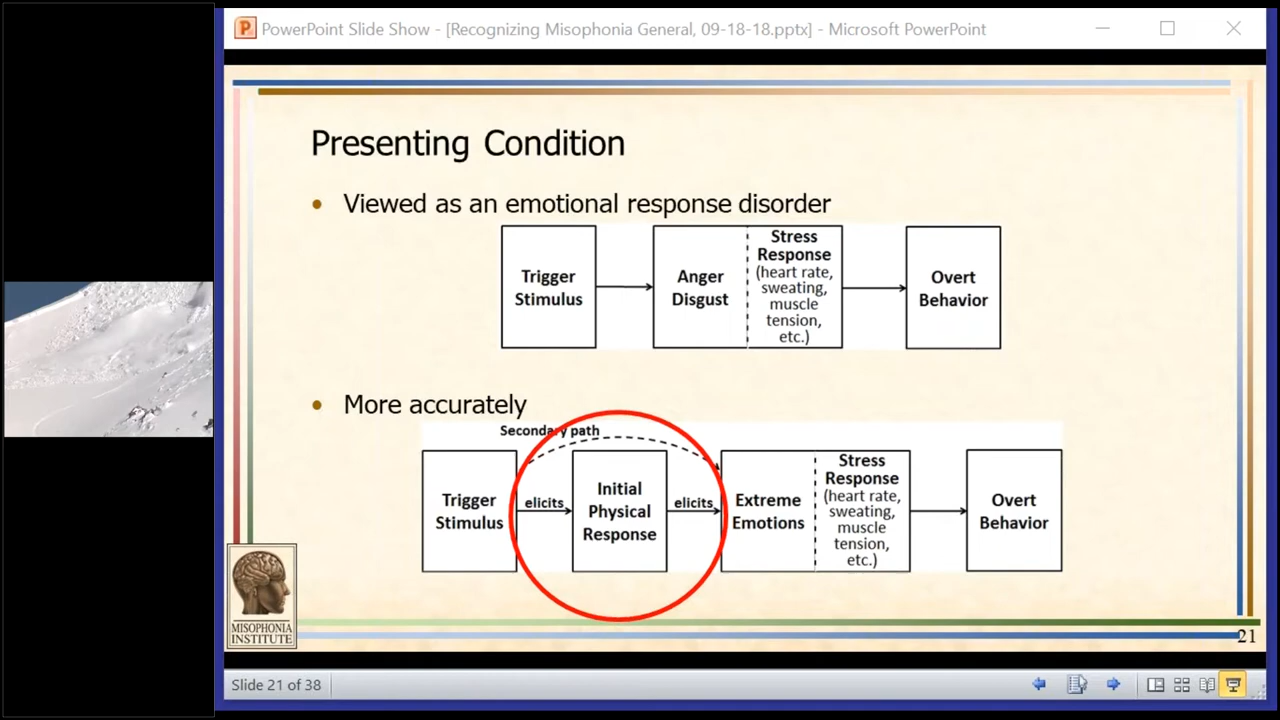 PowerPoint Slide Show - [Recognizing Misophonia General, 09-18-18.pptx] - Microsoft PowerPoint
Presenting Condition
• Viewed as an emotional response disorder
Trigger
Stimulus
Anger
Disgust
Stress
Response
(heart rate,
sweating,
muscle
tension,
etc.)
Overt
Behavior
• More accurately
Secondary path
Trigger
Stimulus
elicits
Initial
Physical
Response
elicits
Extreme
Emotions
Stress
Response
(heart rate,
sweating,
muscle
tension,
etc.)
Overt
Behavior
MISOPHONIA
INSTITUTE
21
Slide 21 of 38